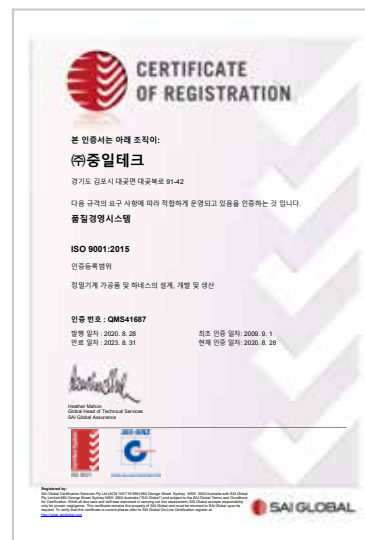 CERTIFICATE
OF REGISTRATION
본 인증서는 아래 조직이:
㈜중일테크
경기도 김포시 대곶면 대곶북로 91-42
다음 규격의 요구 사항에 따라 적합하게 운영되고 있음을 인증하는 것 입니다.
품질경영시스템
ISO 9001:2015
인증등록범위
정밀기계 가공품 및 하네스의 설계, 개발 및 생산
인증 번호 : QMS41687
발행 일자 : 2020. 8. 28 최초 인증 일자: 2009. 9. 1
만료 일자 : 2023. 8. 31 현재 인증 일자: 2020. 8. 28
Heather Mahon
Global Head of Technical Services
SAI Global Assurance
ISO 9001
Registered by:
SAI GLOBAL